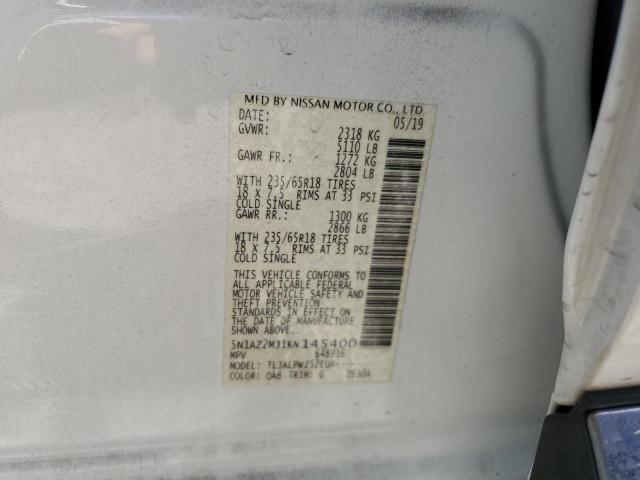 MFD BY NISSAN MOTOR CO., LTD.
DATE: 05/19
GVWR: 2318 KG
5110 LB
GAWR FR.: 1272 KG
2804 LB
WITH 235/65R18 TIRES
18 X 7.5 RIMS AT 33 PSI
COLD SINGLE
GAWR RR.: 1300 KG
2866 LB
WITH 235/65R18 TIRES
18 X 7.5 RIMS AT 33 PSI
COLD SINGLE
THIS VEHICLE CONFORMS TO
ALL APPLICABLE FEDERAL
MOTOR VEHICLE SAFETY AND
THEFT PREVENTION
STANDARDS IN EFFECT ON
THE DATE OF MANUFACTURE
SHOWN ABOVE
5N1AZ2MJ1KN145400
MPV 648936
MODEL:
COLOR: QAB TRIM: G